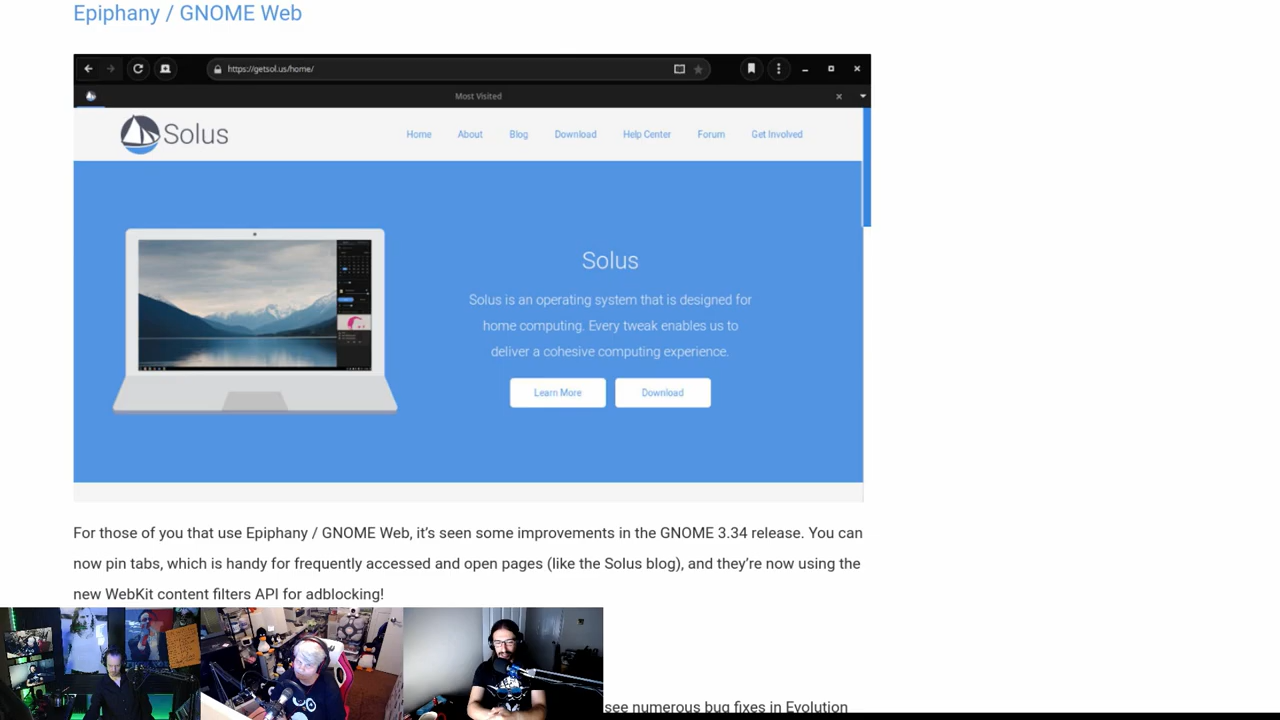 Epiphany / GNOME Web
https://getsol.us/home/
Most Visited
Solus
Home About Blog Download Help Center Forum Get Involved
Solus
Solus is an operating system that is designed for
home computing. Every tweak enables us to
deliver a cohesive computing experience.
Learn More Download
For those of you that use Epiphany / GNOME Web, it’s seen some improvements in the GNOME 3.34 release. You can
now pin tabs, which is handy for frequently accessed and open pages (like the Solus blog), and they’re now using the
new WebKit content filters API for adblocking!
see numerous bug fixes in Evolution